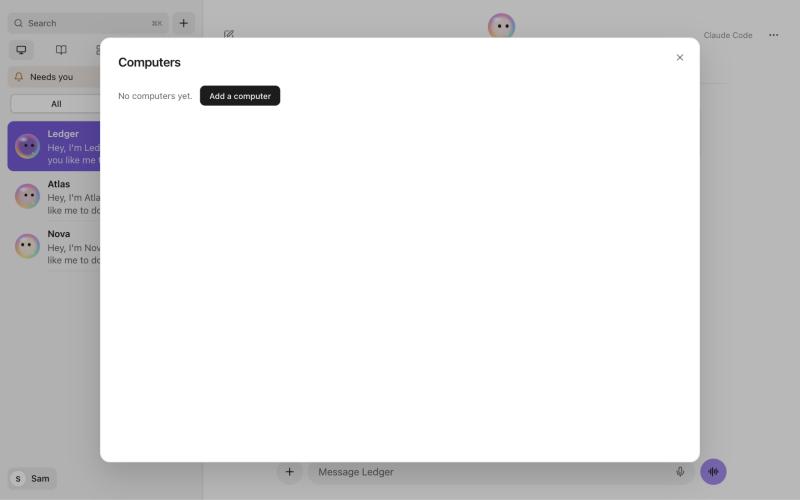 Search ⌘K
Needs you
All
Ledger
Hey, I'm Led
you like me t
Atlas
Hey, I'm Atla
like me to do
Nova
Hey, I'm Nov
like me to do
S Sam
Claude Code
Computers
No computers yet. Add a computer
Message Ledger